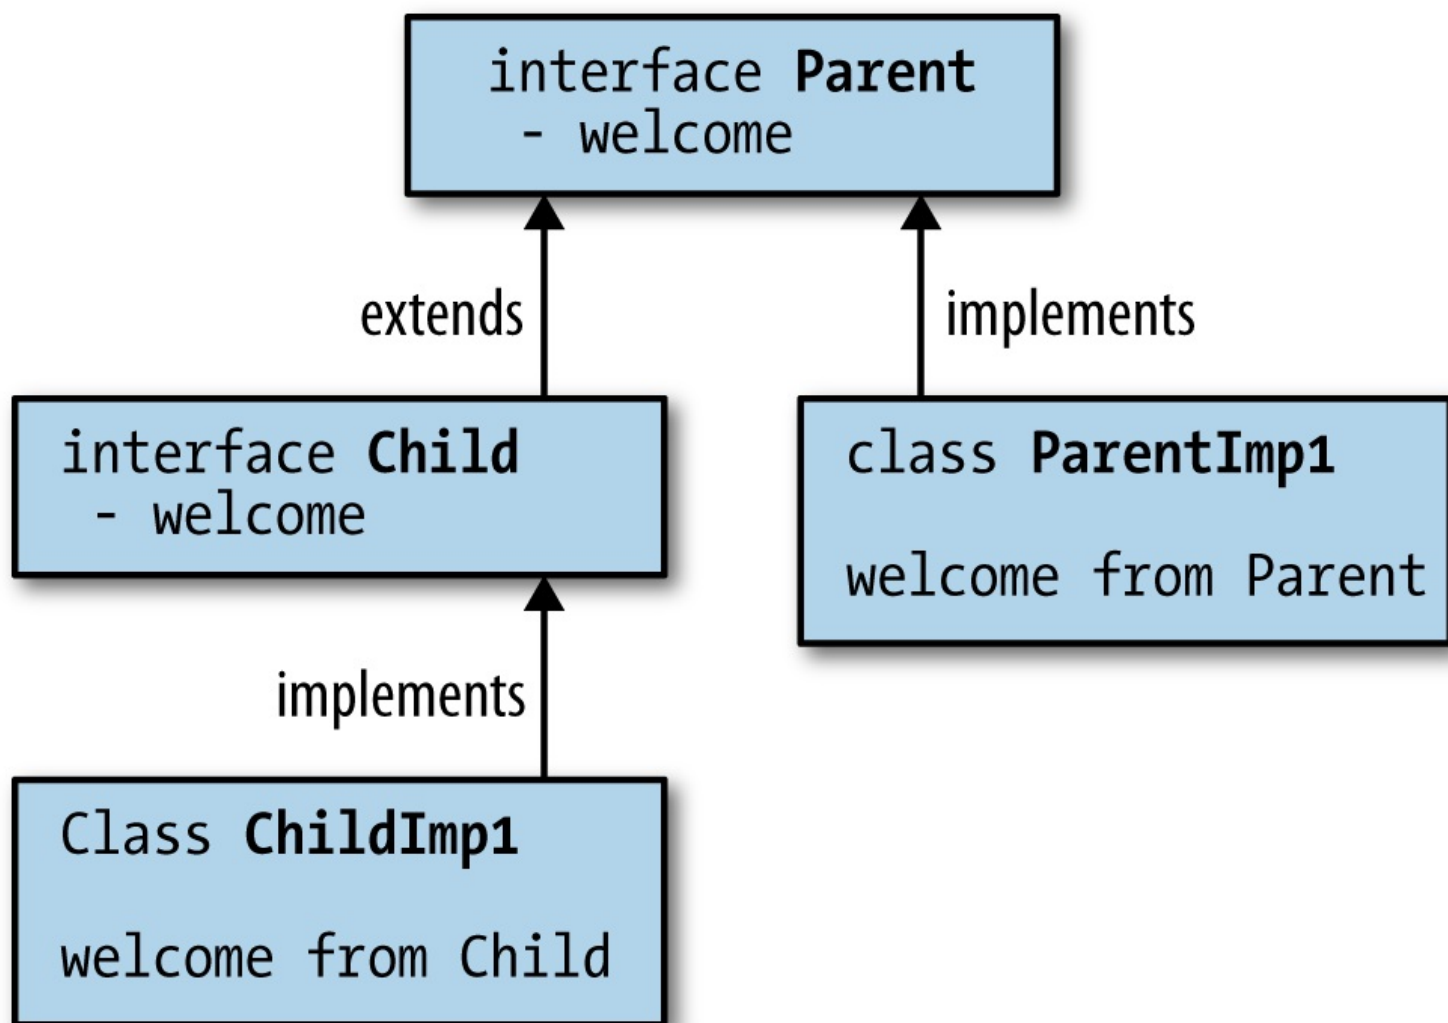 interface Parent
- welcome
extends
implements
interface Child
- welcome
class ParentImp1
welcome from Parent
implements
Class ChildImp1
welcome from Child